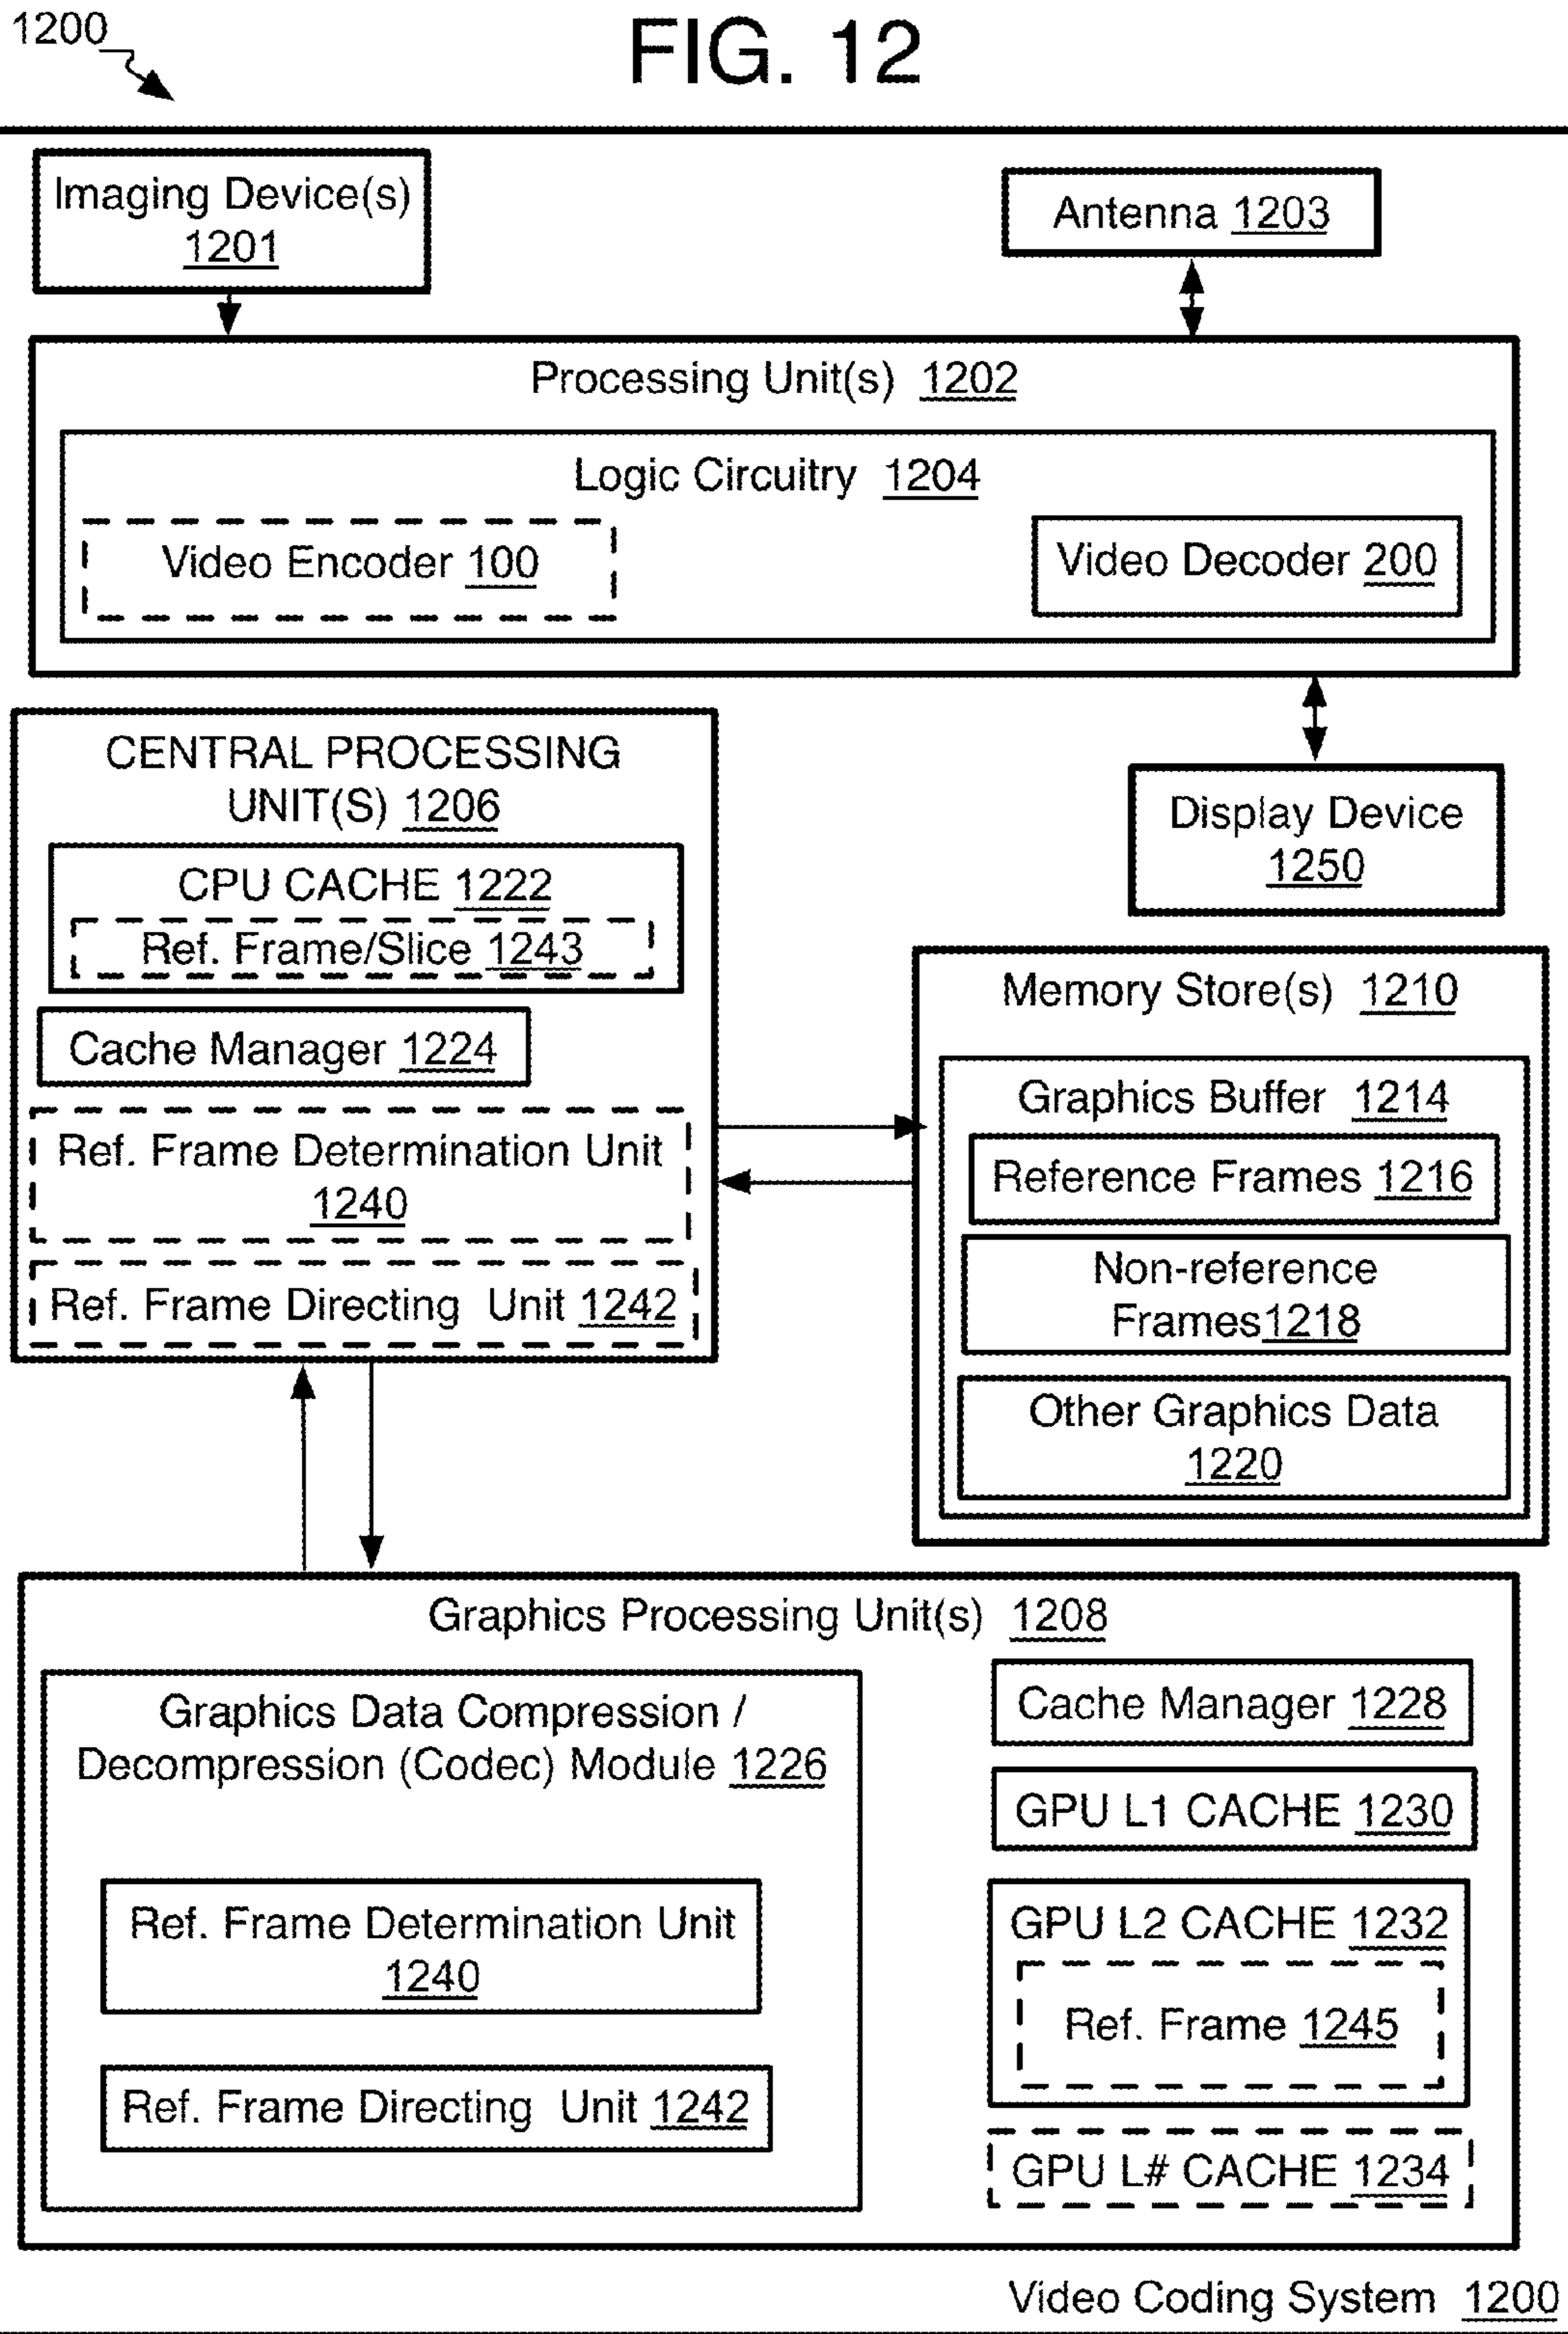 1200
FIG. 12
Imaging Device(s)
1201
Antenna 1203
Processing Unit(s) 1202
Logic Circuitry 1204
Video Encoder 100
Video Decoder 200
CENTRAL PROCESSING
UNIT(S) 1206
CPU CACHE 1222
Ref. Frame/Slice 1243
Cache Manager 1224
Ref. Frame Determination Unit
1240
Ref. Frame Directing Unit 1242
Display Device
1250
Memory Store(s) 1210
Graphics Buffer 1214
Reference Frames 1216
Non-reference
Frames1218
Other Graphics Data
1220
Graphics Processing Unit(s) 1208
Graphics Data Compression /
Decompression (Codec) Module 1226
Ref. Frame Determination Unit
1240
Ref. Frame Directing Unit 1242
Cache Manager 1228
GPU L1 CACHE 1230
GPU L2 CACHE 1232
Ref. Frame 1245
GPU L# CACHE 1234
Video Coding System 1200